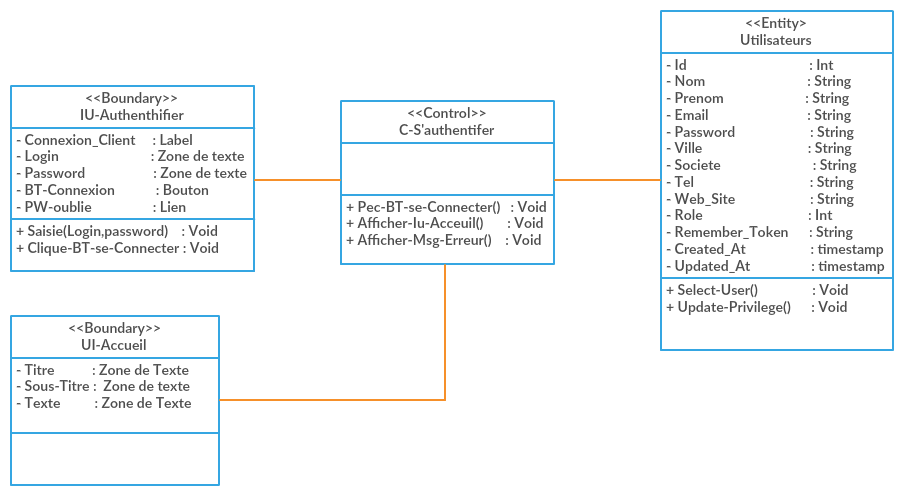 <<Boundary>>
IU-Authenthifier
- Connexion_Client : Label
- Login : Zone de texte
- Password : Zone de texte
- BT-Connexion : Bouton
- PW-oublie : Lien
+ Saisie(Login,password) : Void
+ Clique-BT-se-Connecter : Void
<<Control>>
C-S'authentifer
+ Pec-BT-se-Connecter() : Void
+ Afficher-Iu-Acceuil() : Void
+ Afficher-Msg-Erreur() : Void
<<Entity>
Utilisateurs
- Id : Int
- Nom : String
- Prenom : String
- Email : String
- Password : String
- Ville : String
- Societe : String
- Tel : String
- Web_Site : String
- Role : Int
- Remember_Token : String
- Created_At : timestamp
- Updated_At : timestamp
+ Select-User() : Void
+ Update-Privilege() : Void
<<Boundary>>
UI-Accueil
- Titre : Zone de Texte
- Sous-Titre : Zone de texte
- Texte : Zone de Texte